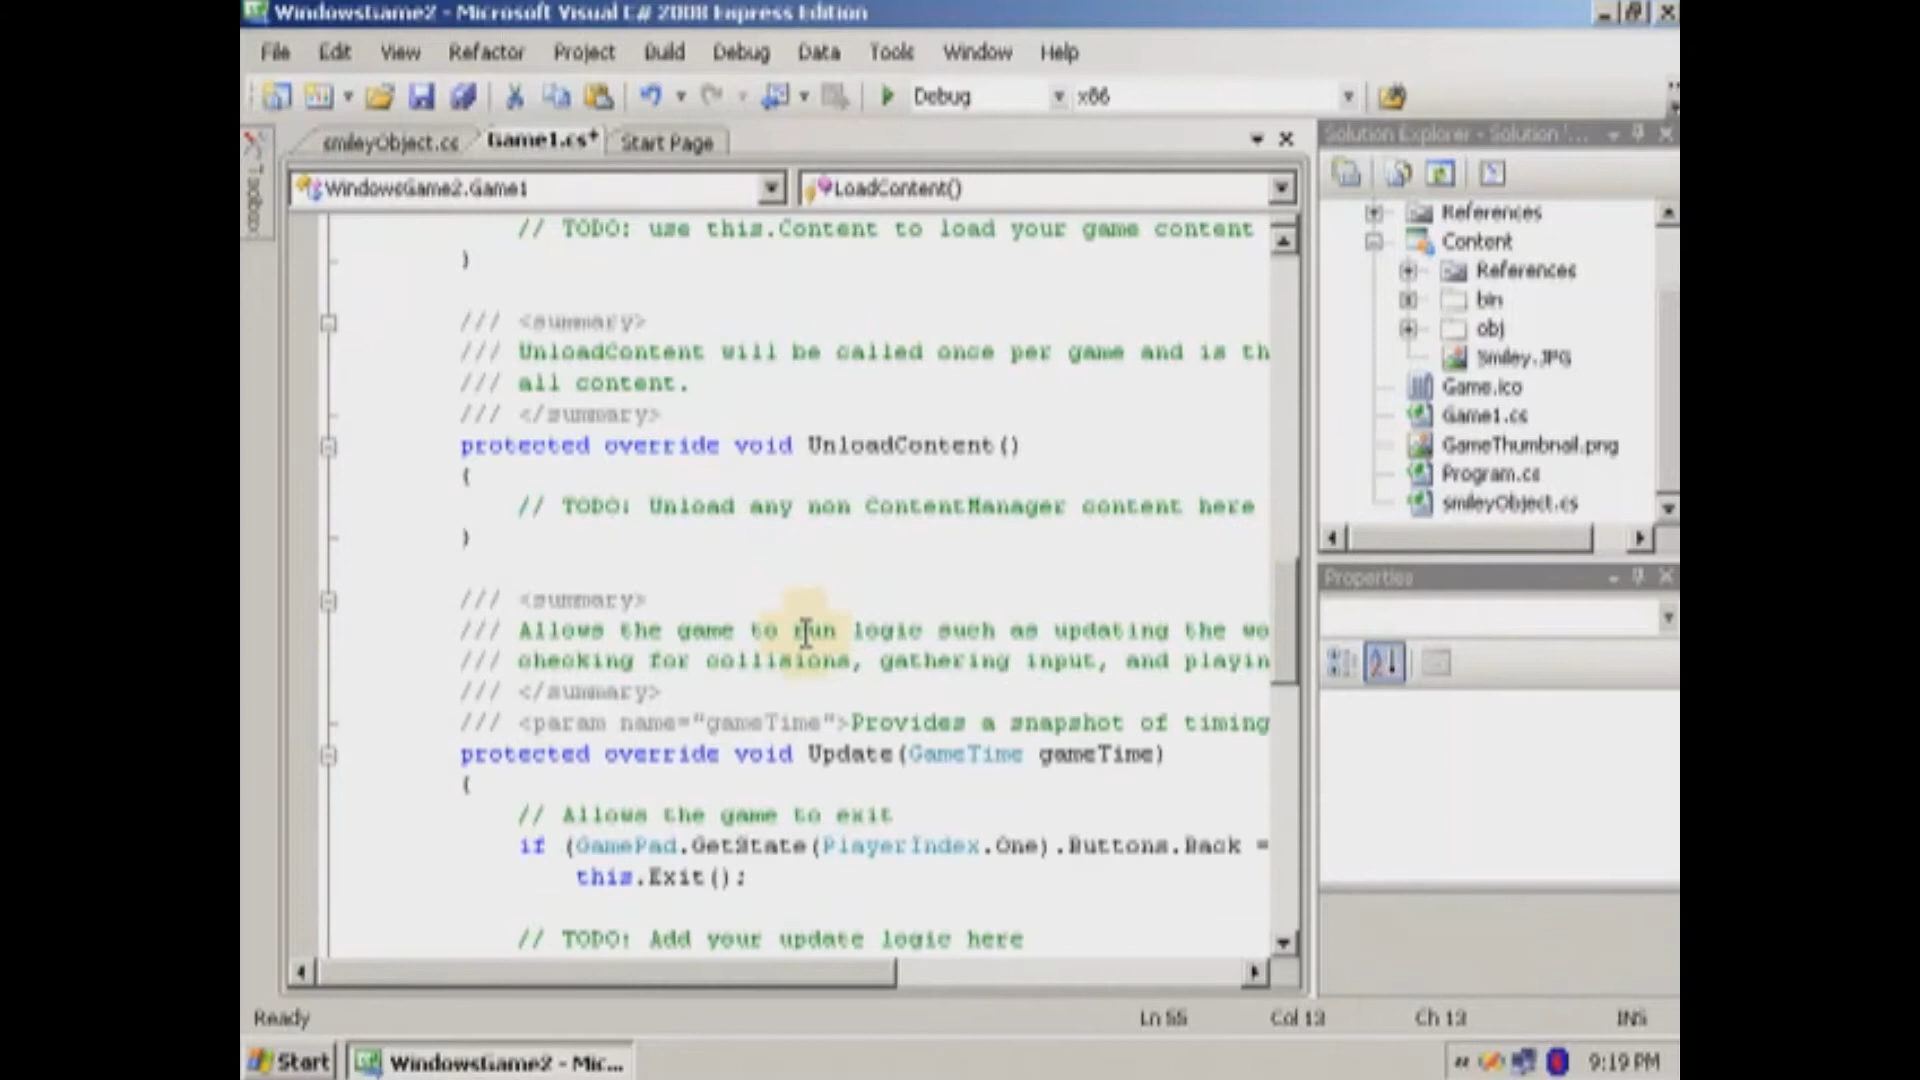 WindowsGame2 - Microsoft Visual C# 2008 Express Edition
File Edit View Refactor Project Build Debug Data Tools Window Help
Debug x86
smileyObject.cs Game1.cs* Start Page
Solution Explorer - Solution '...
Toolbox
WindowsGame2.Game1 LoadContent()
// TODO: use this.Content to load your game content
}
/// <summary>
/// UnloadContent will be called once per game and is th
/// all content.
/// </summary>
protected override void UnloadContent()
{
// TODO: Unload any non ContentManager content here
}
/// <summary>
/// Allows the game to run logic such as updating the wo
/// checking for collisions, gathering input, and playin
/// </summary>
/// <param name="gameTime">Provides a snapshot of timing
protected override void Update(GameTime gameTime)
{
// Allows the game to exit
if (GamePad.GetState(PlayerIndex.One).Buttons.Back =
this.Exit();
// TODO: Add your update logic here
References
Content
References
bin
obj
Smiley.JPG
Game.ico
Game1.cs
GameThumbnail.png
Program.cs
smileyObject.cs
Properties
Ready Ln 55 Col 13 Ch 13 INS
Start WindowsGame2 - Mic... 9:19 PM